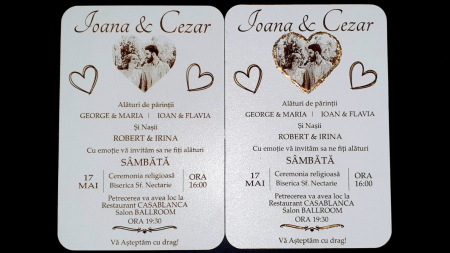 Ioana & Cezar
Alături de părinții
GEORGE & MARIA | IOAN & FLAVIA
Și Nașii
ROBERT & IRINA
Cu emoție vă invităm sa ne fiți alături
SÂMBĂTĂ
17 MAI
Ceremonia religioasă
Biserica Sf. Nectarie
ORA 16:00
Petrecerea va avea loc la
Restaurant CASABLANCA
Salon BALLROOM
ORA 19:30
Vă Așteptăm cu drag!
Ioana & Cezar
Alături de părinții
GEORGE & MARIA | IOAN & FLAVIA
Și Nașii
ROBERT & IRINA
Cu emoție vă invităm sa ne fiți alături
SÂMBĂTĂ
17 MAI
Ceremonia religioasă
Biserica Sf. Nectarie
ORA 16:00
Petrecerea va avea loc la
Restaurant CASABLANCA
Salon BALLROOM
ORA 19:30
Vă Așteptăm cu drag!